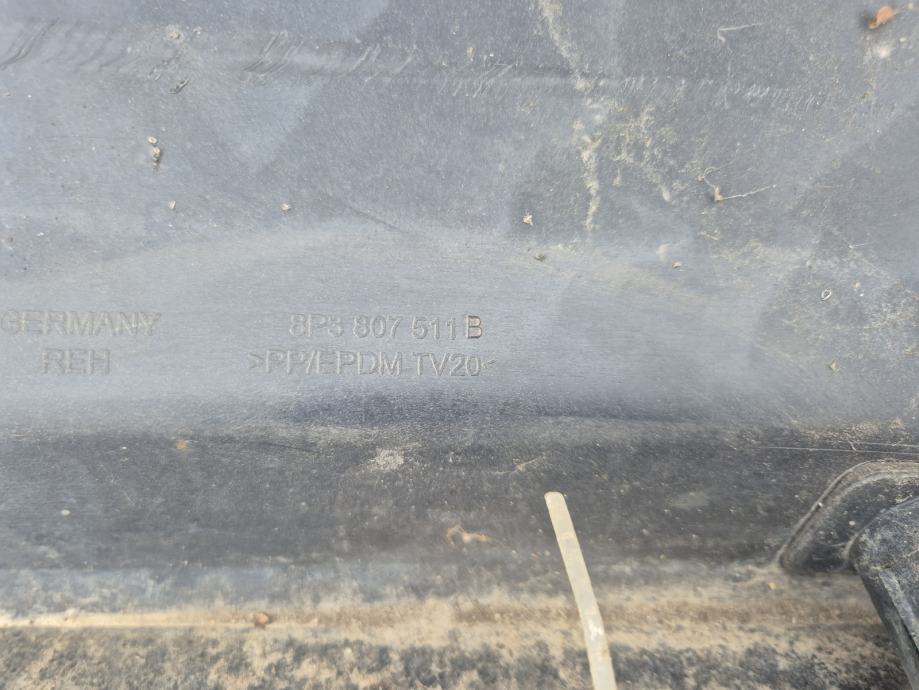 GERMANY
REH
8P3 807 511 B
>PP/EPDM-TV20<